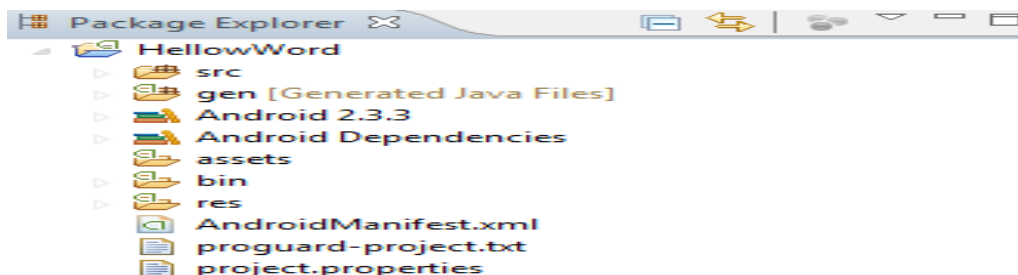 Package Explorer
HellowWord
src
gen [Generated Java Files]
Android 2.3.3
Android Dependencies
assets
bin
res
AndroidManifest.xml
proguard-project.txt
project.properties